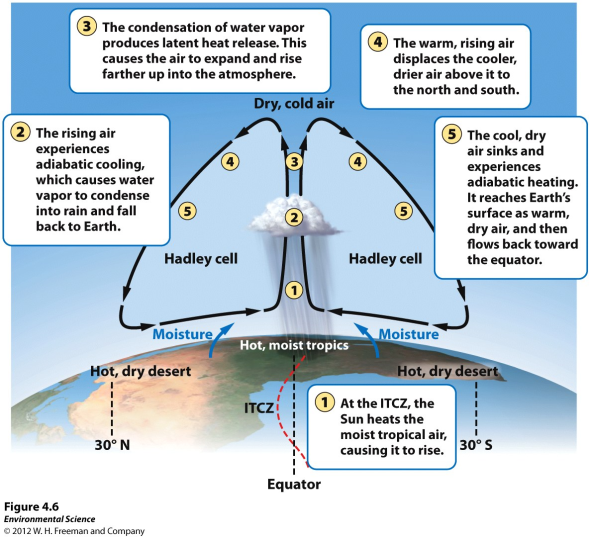 3 The condensation of water vapor
produces latent heat release. This
causes the air to expand and rise
farther up into the atmosphere.
4 The warm, rising air
displaces the cooler,
drier air above it to
the north and south.
Dry, cold air
2 The rising air
experiences
adiabatic cooling,
which causes water
vapor to condense
into rain and fall
back to Earth.
5 The cool, dry
air sinks and
experiences
adiabatic heating.
It reaches Earth's
surface as warm,
dry air, and then
flows back toward
the equator.
4 3 4
5 2 5
Hadley cell Hadley cell
1
Moisture Moisture
Hot, moist tropics
Hot, dry desert Hot, dry desert
ITCZ
1 At the ITCZ, the
Sun heats the
moist tropical air,
causing it to rise.
30° N 30° S
Equator
Figure 4.6
Environmental Science
© 2012 W. H. Freeman and Company